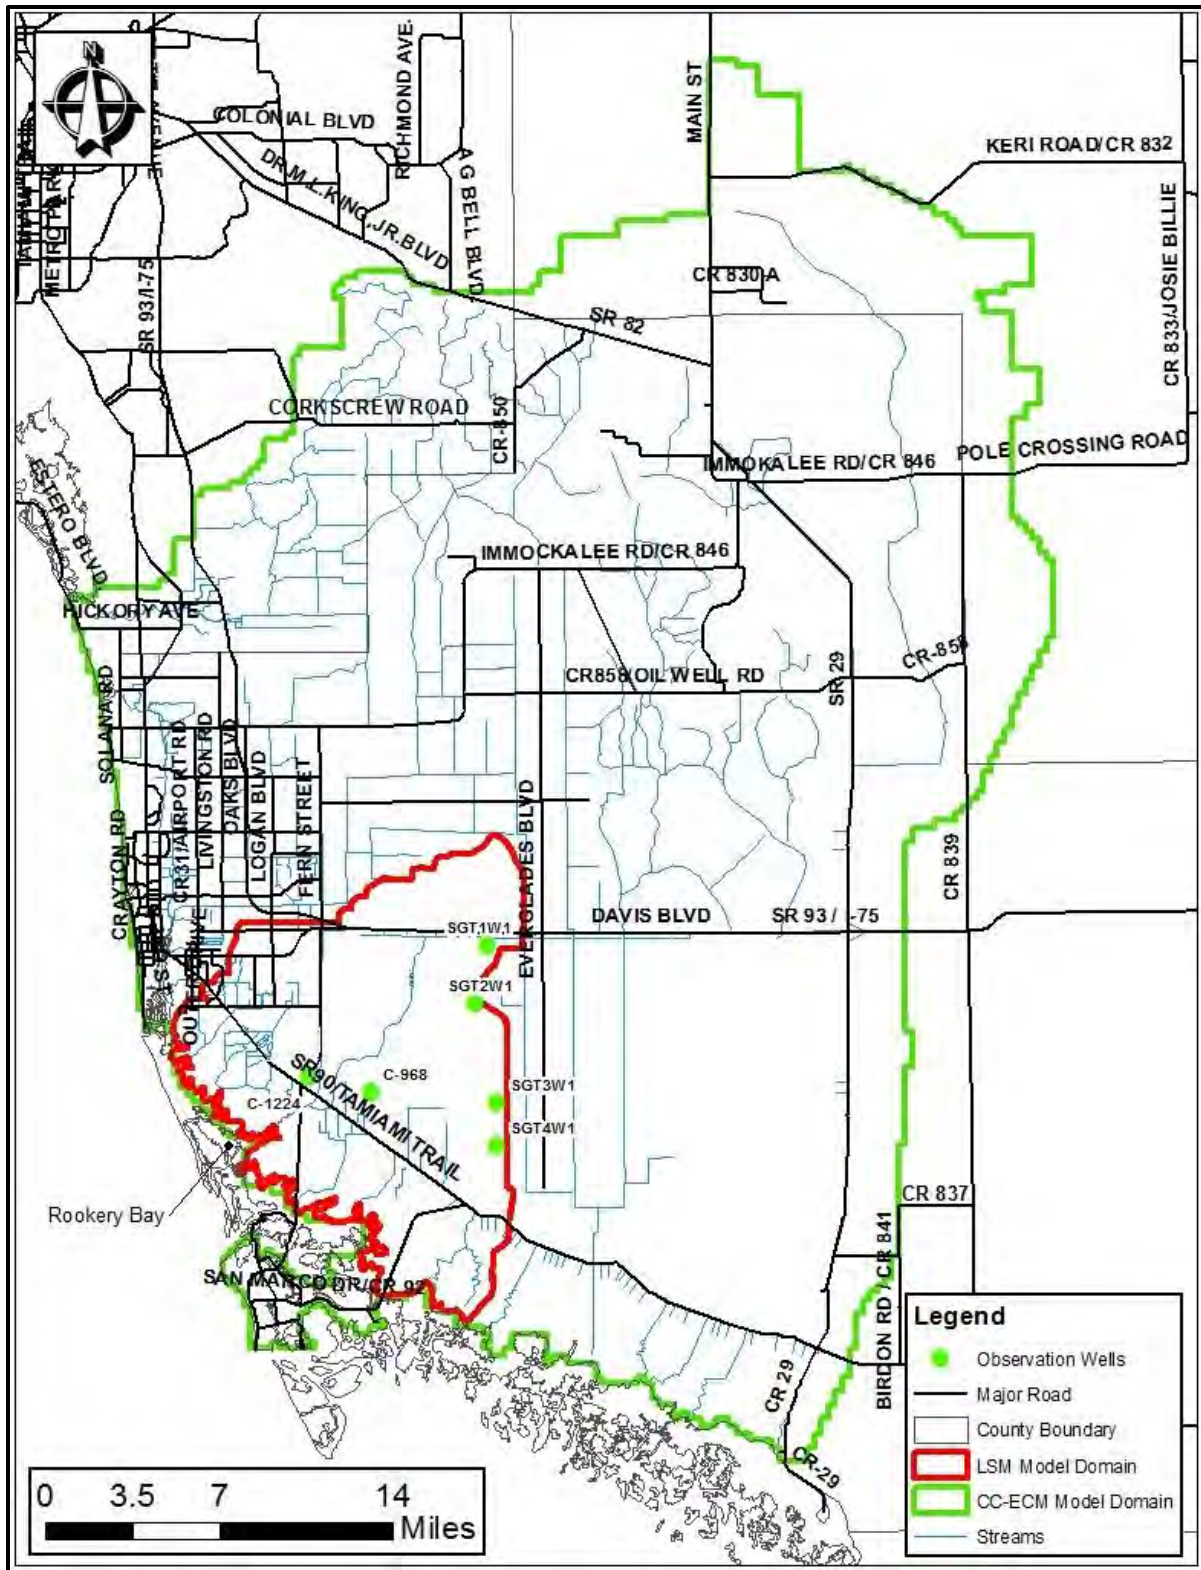 N
COLONIAL BLVD
RICHMOND AVE.
DR.M.L.KING,JR.BLVD
A G BELL BLVD
MAIN ST
KERI ROAD/CR 832
METRO PARK
SR 93/I-75
CR 830-A
CR 833/JOSIE BILLIE
SR 82
CORKSCREW ROAD
CR-850
IMMOKALEE RD/CR 846
POLE CROSSING ROAD
ESTERO BLVD.
IMMOCKALEE RD/CR 846
HICKORY AVE
CR858/OIL WELL RD
SR 29
CR-858
SOLANA RD
CR31/AIRPORT RD
LIVINGSTON RD
OAKS BLVD
LOGAN BLVD
FERN STREET
CRAYTON RD
EVERGLADES BLVD
CR 839
DAVIS BLVD
SR 93 / I-75
SGT1W1
SGT2W1
SR90/TAMIAMI TRAIL
C-968
C-1224
SGT3W1
SGT4W1
Rookery Bay
CR 837
BIRDON RD / CR 841
SAN MARCO DR/CR 92
CR 29
CR-29
Legend
Observation Wells
Major Road
County Boundary
LSM Model Domain
CC-ECM Model Domain
Streams
0 3.5 7 14
Miles